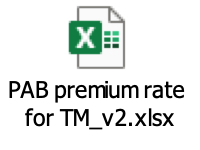 X
PAB premium rate
for TM_v2.xlsx